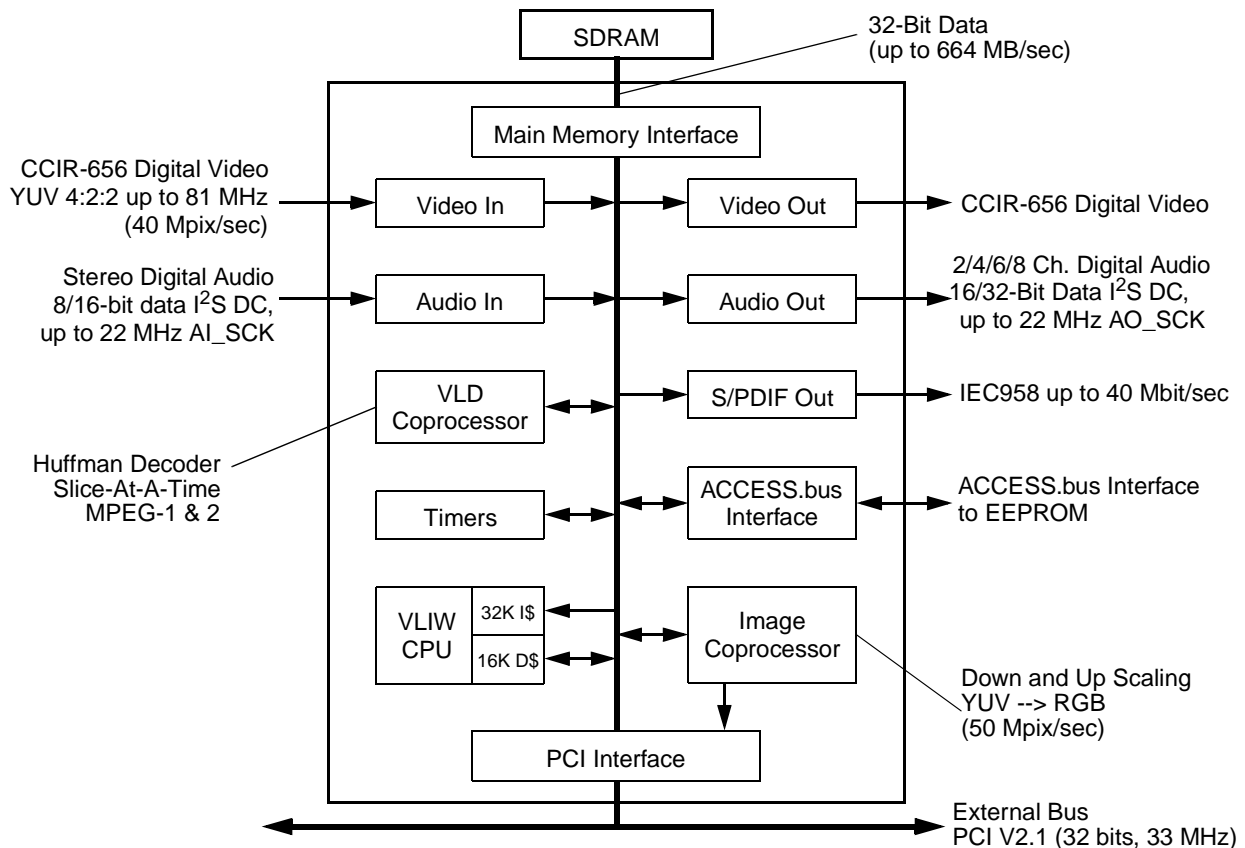 SDRAM
32-Bit Data
(up to 664 MB/sec)
Main Memory Interface
CCIR-656 Digital Video
YUV 4:2:2 up to 81 MHz
(40 Mpix/sec)
Video In
Video Out
CCIR-656 Digital Video
Stereo Digital Audio
8/16-bit data I²S DC,
up to 22 MHz AI_SCK
Audio In
Audio Out
2/4/6/8 Ch. Digital Audio
16/32-Bit Data I²S DC,
up to 22 MHz AO_SCK
VLD
Coprocessor
S/PDIF Out
IEC958 up to 40 Mbit/sec
Huffman Decoder
Slice-At-A-Time
MPEG-1 & 2
Timers
ACCESS.bus
Interface
ACCESS.bus Interface
to EEPROM
VLIW
CPU
32K I$
16K D$
Image
Coprocessor
Down and Up Scaling
YUV --> RGB
(50 Mpix/sec)
PCI Interface
External Bus
PCI V2.1 (32 bits, 33 MHz)